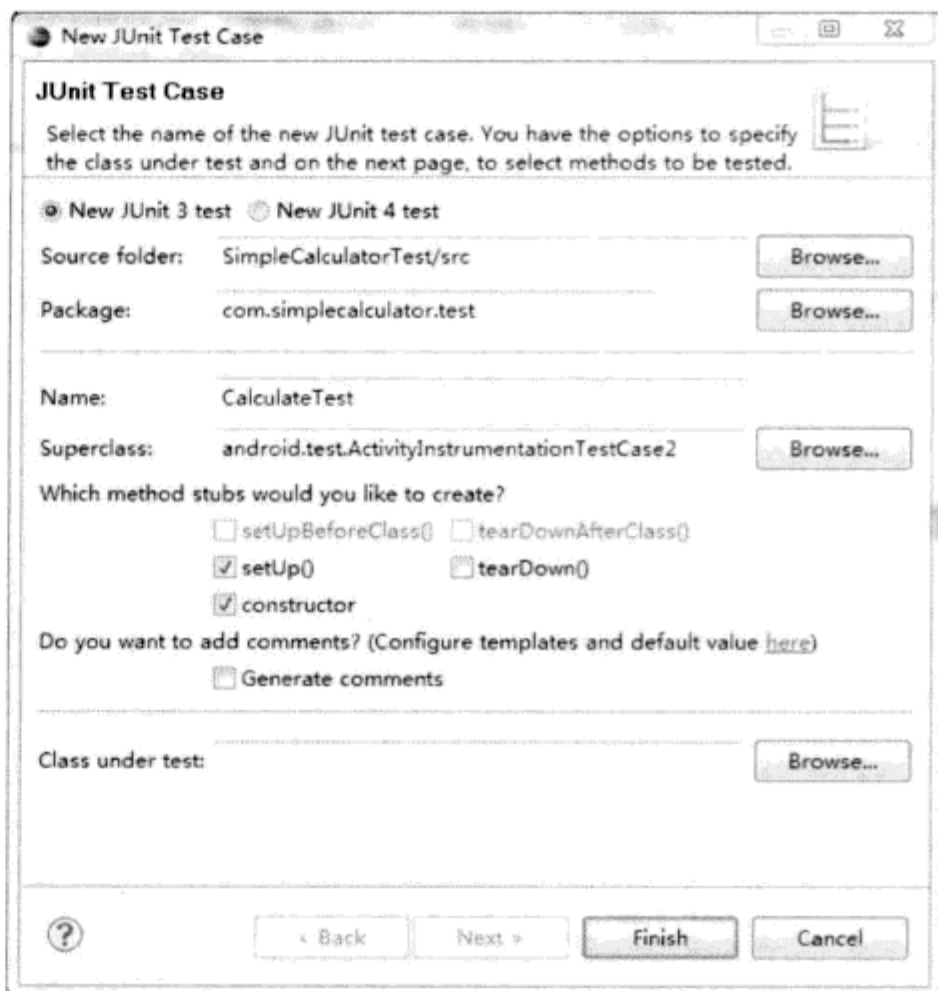 New JUnit Test Case
JUnit Test Case
Select the name of the new JUnit test case. You have the options to specify
the class under test and on the next page, to select methods to be tested.
New JUnit 3 test New JUnit 4 test
Source folder: SimpleCalculatorTest/src Browse...
Package: com.simplecalculator.test Browse...
Name: CalculateTest
Superclass: android.test.ActivityInstrumentationTestCase2 Browse...
Which method stubs would you like to create?
setUpBeforeClass() tearDownAfterClass()
setUp() tearDown()
constructor
Do you want to add comments? (Configure templates and default value here)
Generate comments
Class under test: Browse...
? < Back Next > Finish Cancel